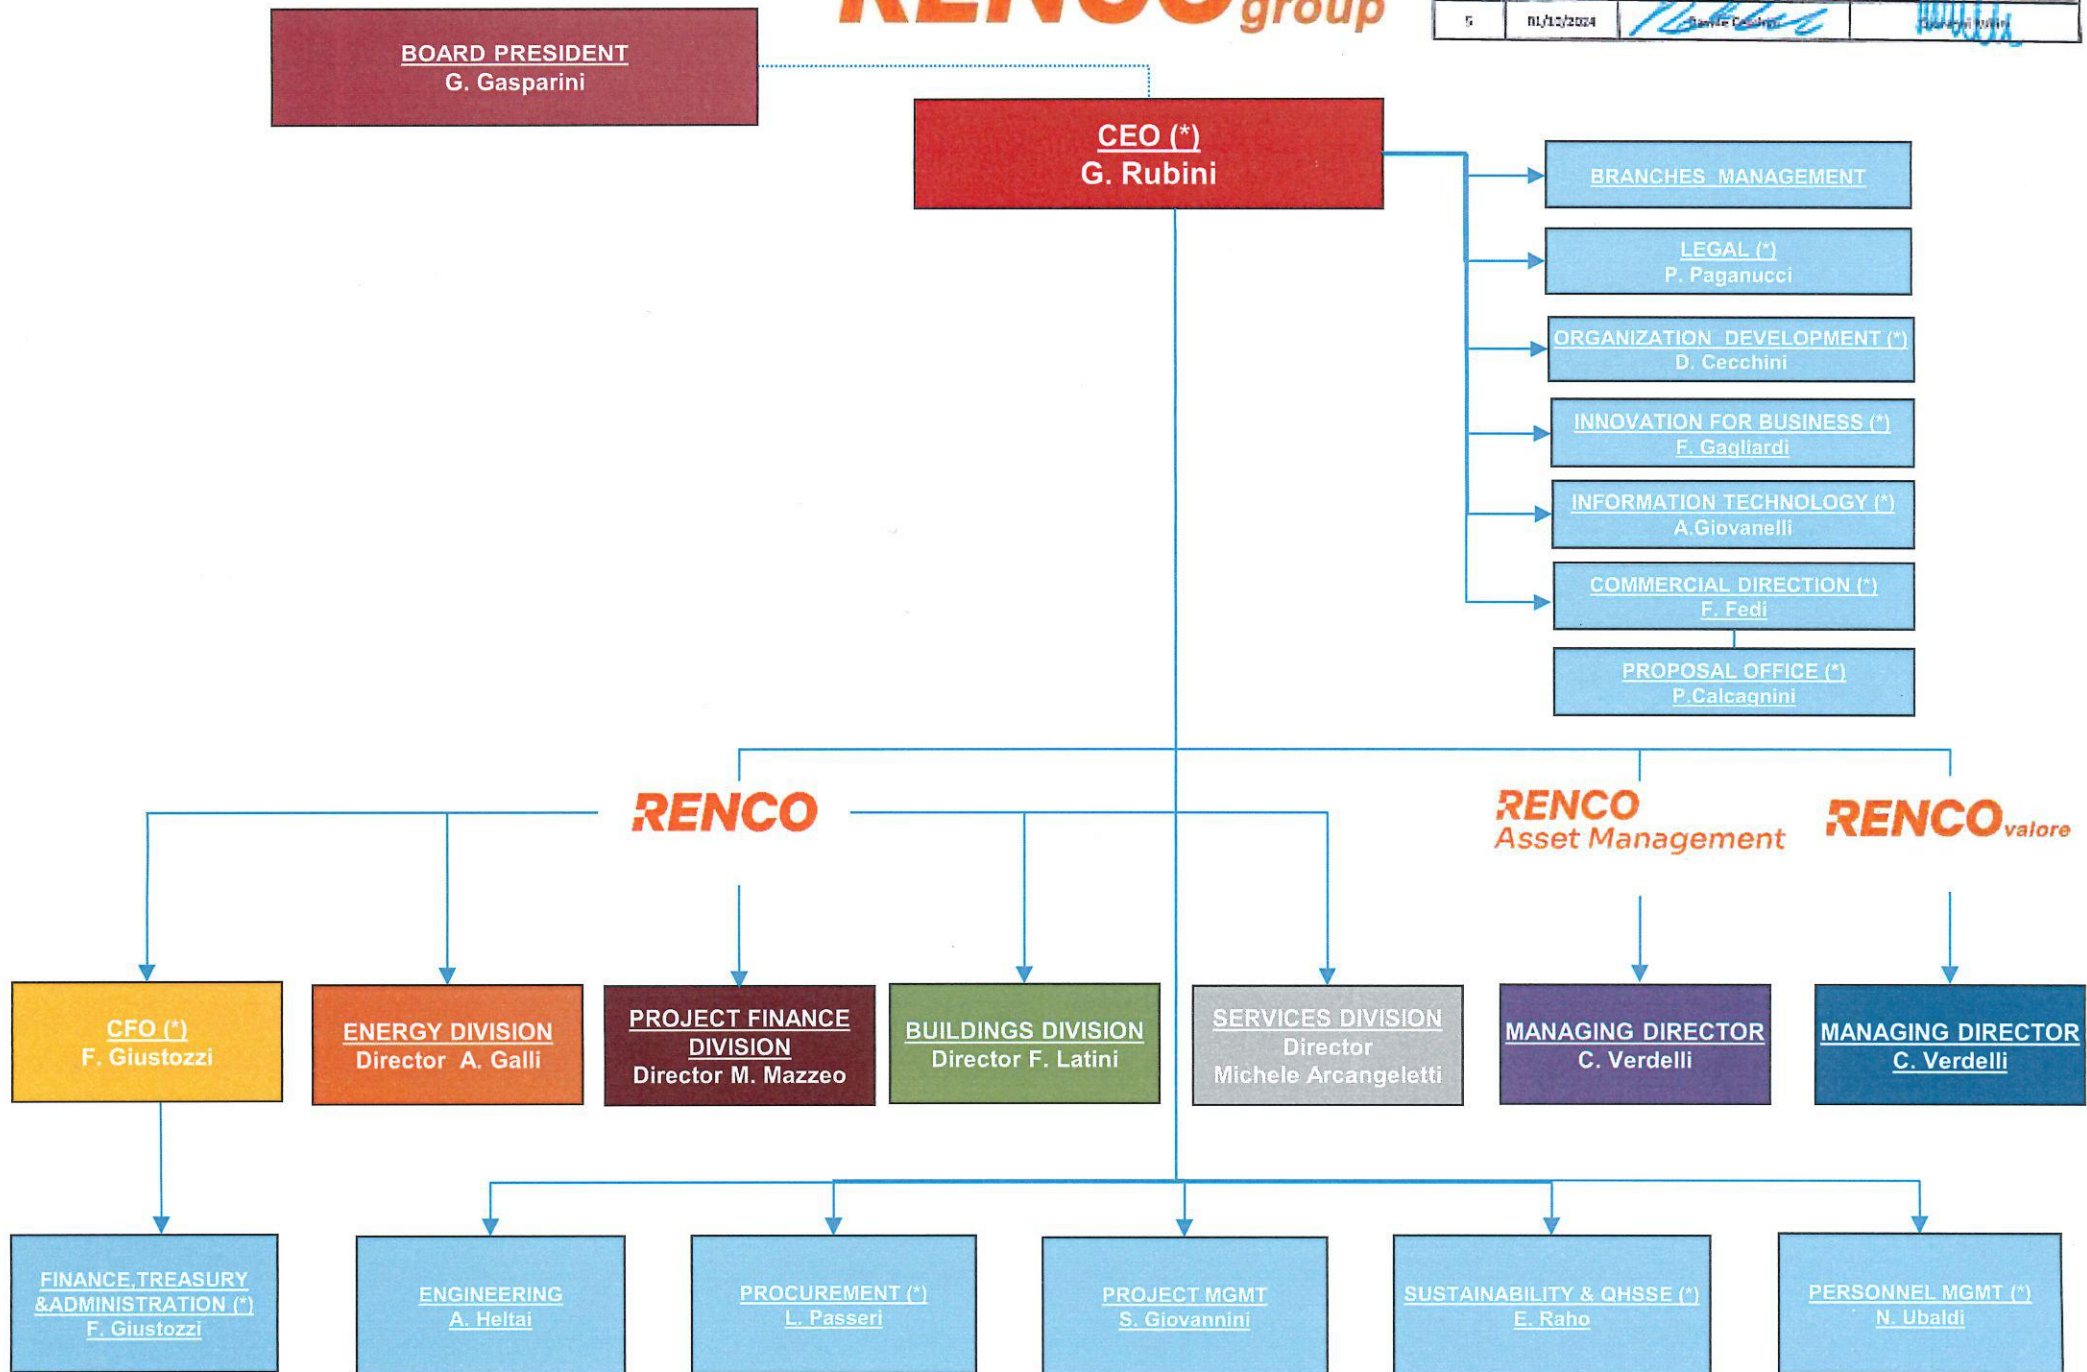 RENCO group
5 01/10/2024
BOARD PRESIDENT
G. Gasparini
CEO (*)
G. Rubini
BRANCHES MANAGEMENT
LEGAL (*)
P. Paganucci
ORGANIZATION DEVELOPMENT (*)
D. Cecchini
INNOVATION FOR BUSINESS (*)
F. Gagliardi
INFORMATION TECHNOLOGY (*)
A.Giovanelli
COMMERCIAL DIRECTION (*)
F. Fedi
PROPOSAL OFFICE (*)
P.Calcagnini
RENCO
RENCO
Asset Management
RENCO valore
CFO (*)
F. Giustozzi
ENERGY DIVISION
Director A. Galli
PROJECT FINANCE
DIVISION
Director M. Mazzeo
BUILDINGS DIVISION
Director F. Latini
SERVICES DIVISION
Director
Michele Arcangeletti
MANAGING DIRECTOR
C. Verdelli
MANAGING DIRECTOR
C. Verdelli
FINANCE,TREASURY
&ADMINISTRATION (*)
F. Giustozzi
ENGINEERING
A. Heltai
PROCUREMENT (*)
L. Passeri
PROJECT MGMT
S. Giovannini
SUSTAINABILITY & QHSSE (*)
E. Raho
PERSONNEL MGMT (*)
N. Ubaldi